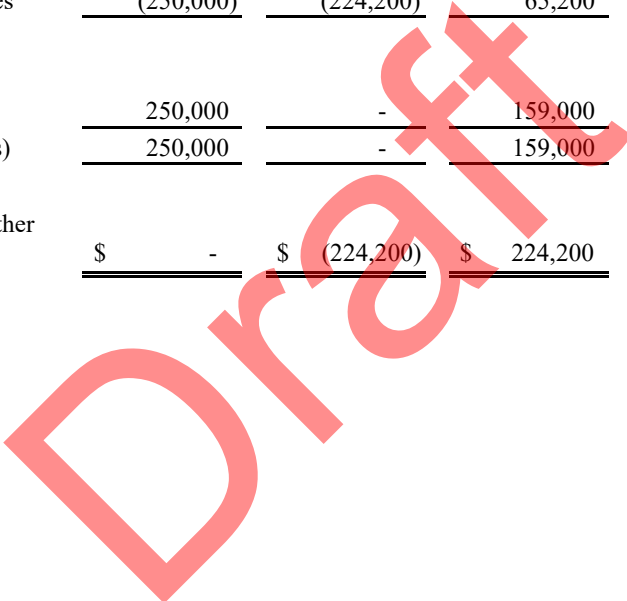 es (250,000) (224,200) 65,200
250,000 - 159,000
s) 250,000 - 159,000
ther
$ - $ (224,200) $ 224,200
Draft